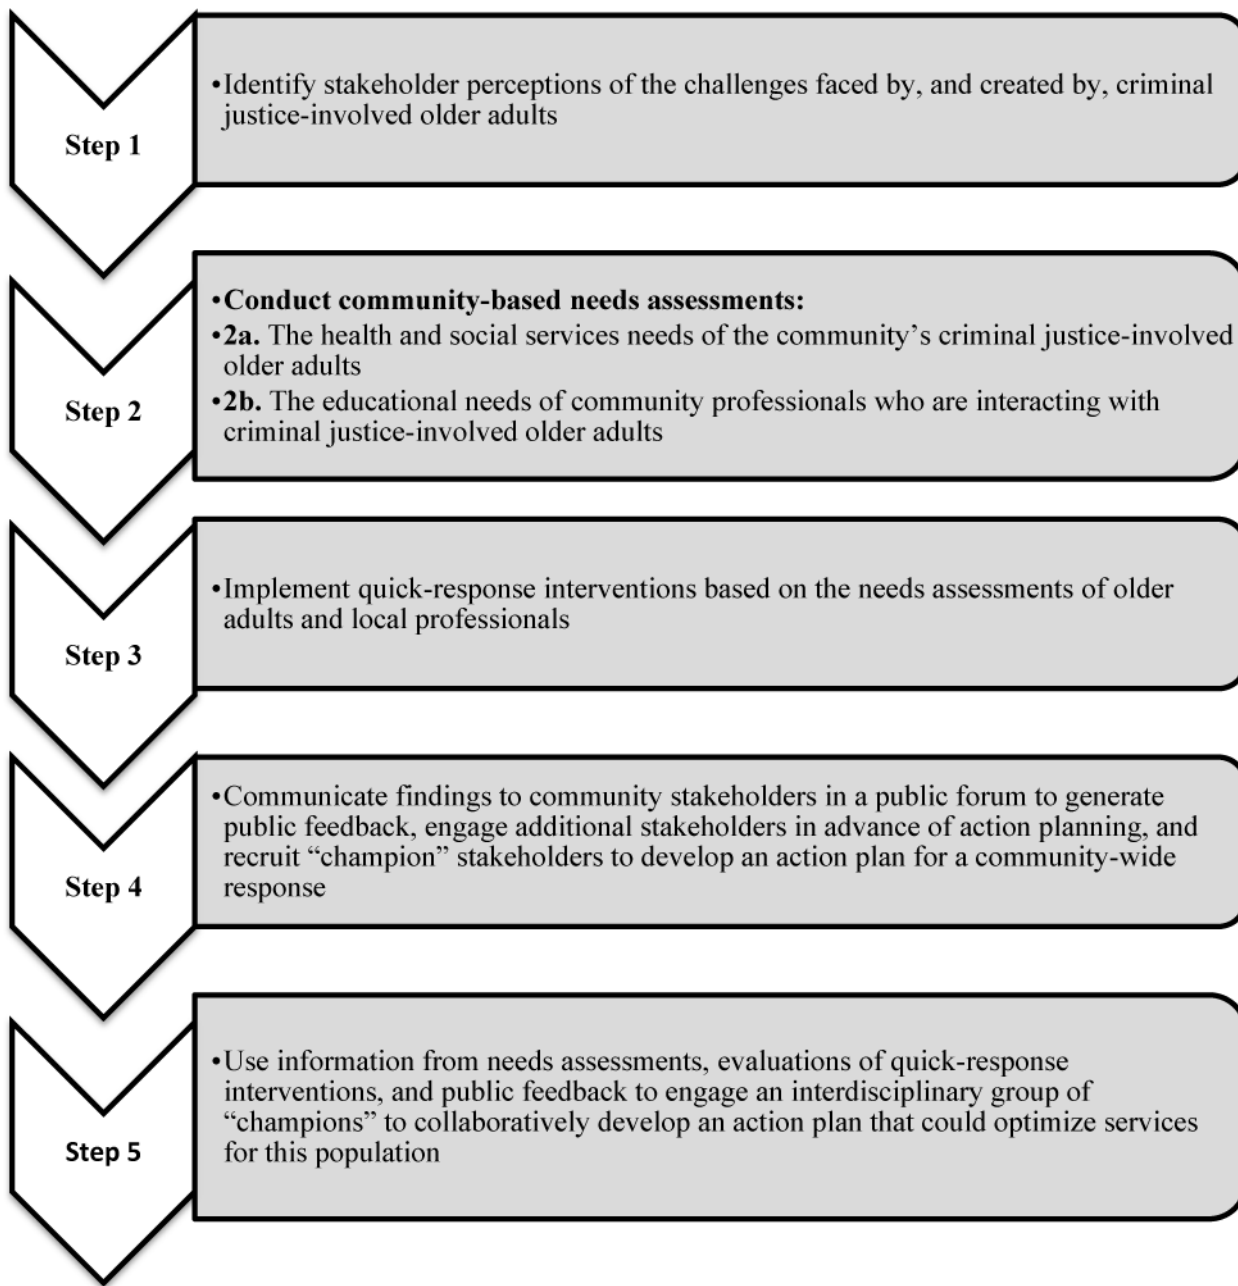 Step 1
•Identify stakeholder perceptions of the challenges faced by, and created by, criminal
justice-involved older adults
Step 2
•Conduct community-based needs assessments:
•2a. The health and social services needs of the community’s criminal justice-involved
older adults
•2b. The educational needs of community professionals who are interacting with
criminal justice-involved older adults
Step 3
•Implement quick-response interventions based on the needs assessments of older
adults and local professionals
Step 4
•Communicate findings to community stakeholders in a public forum to generate
public feedback, engage additional stakeholders in advance of action planning, and
recruit “champion” stakeholders to develop an action plan for a community-wide
response
Step 5
•Use information from needs assessments, evaluations of quick-response
interventions, and public feedback to engage an interdisciplinary group of
“champions” to collaboratively develop an action plan that could optimize services
for this population